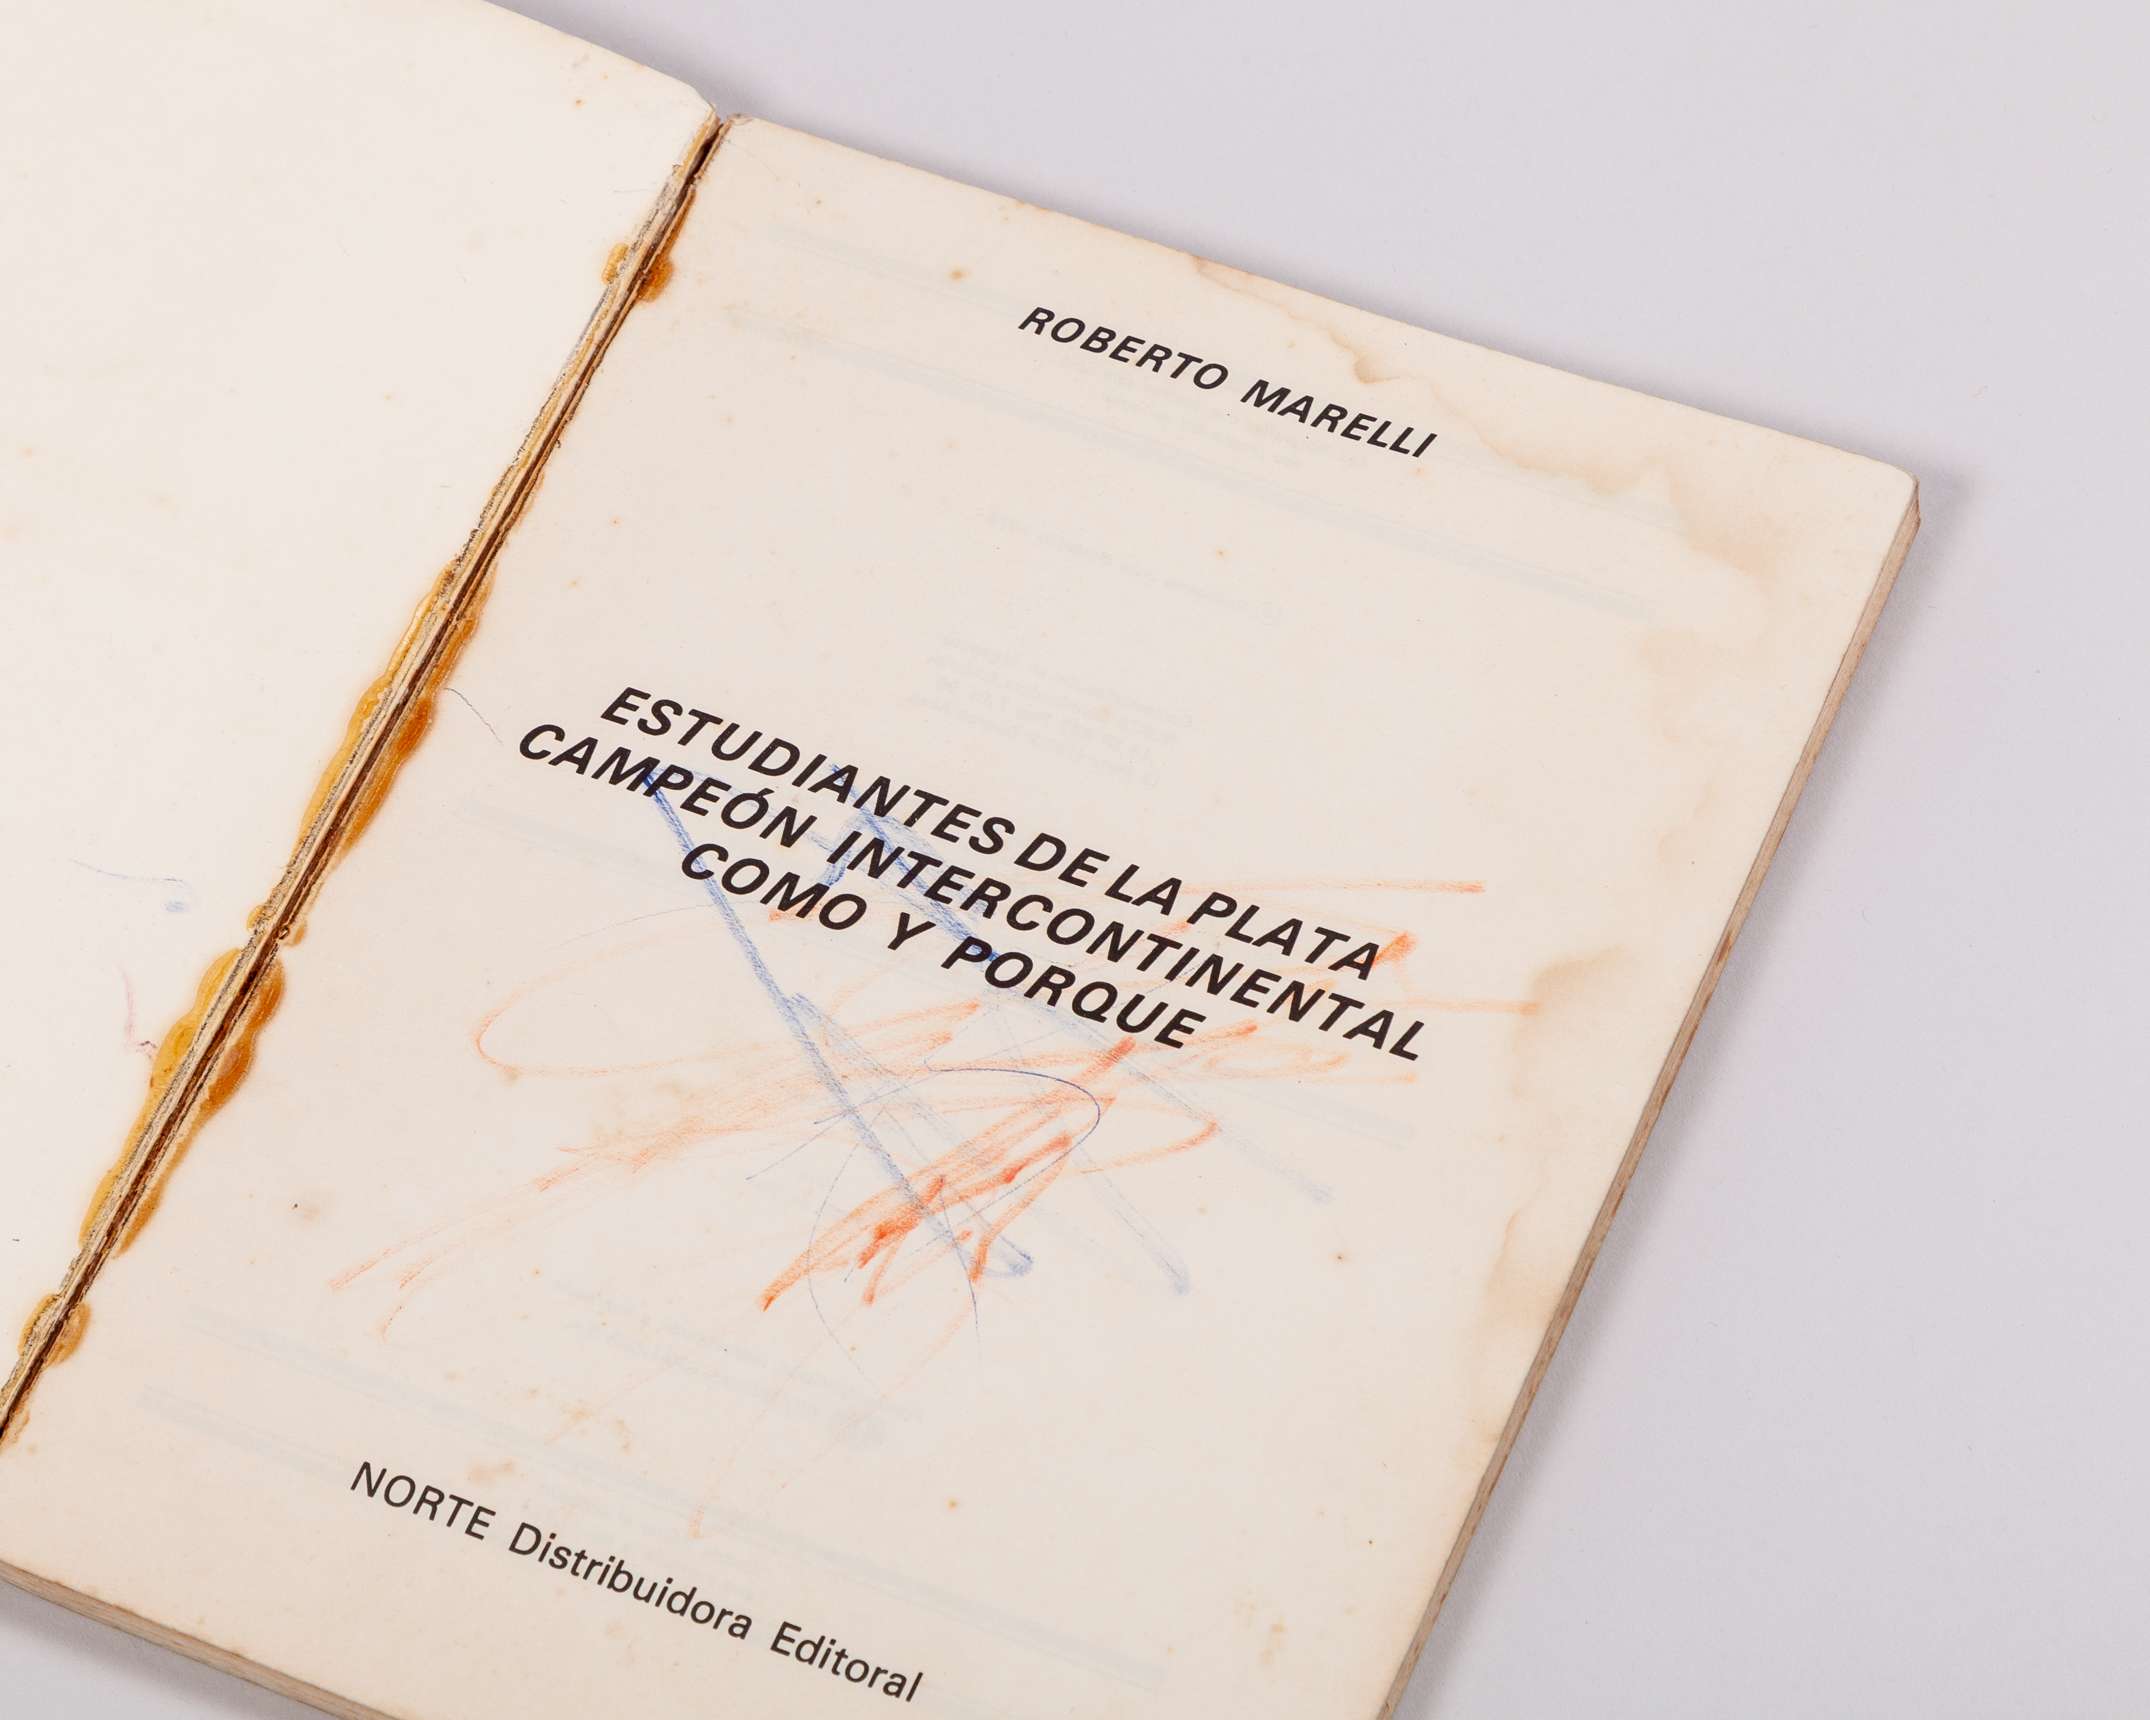 ROBERTO MARELLI
ESTUDIANTES DE LA PLATA
CAMPEÓN INTERCONTINENTAL
COMO Y PORQUE
NORTE Distribuidora Editoral